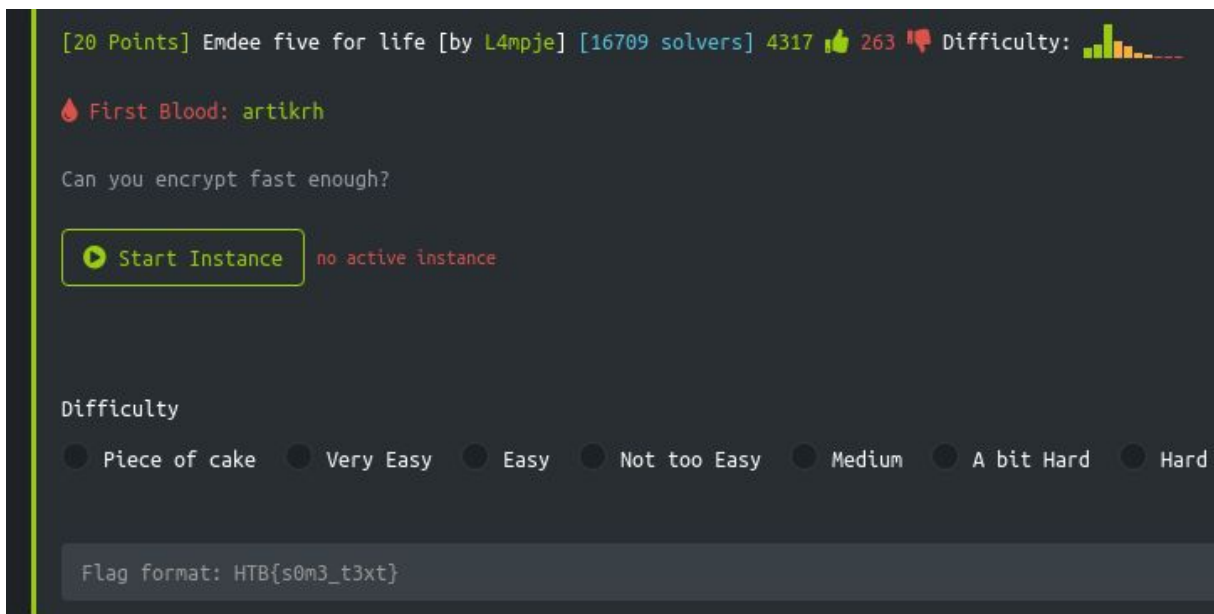 [20 Points] Emdee five for life [by L4mpje] [16709 solvers] 4317 263 Difficulty:
First Blood: artikrh
Can you encrypt fast enough?
Start Instance no active instance
Difficulty
Piece of cake Very Easy Easy Not too Easy Medium A bit Hard Hard
Flag format: HTB{s0m3_t3xt}